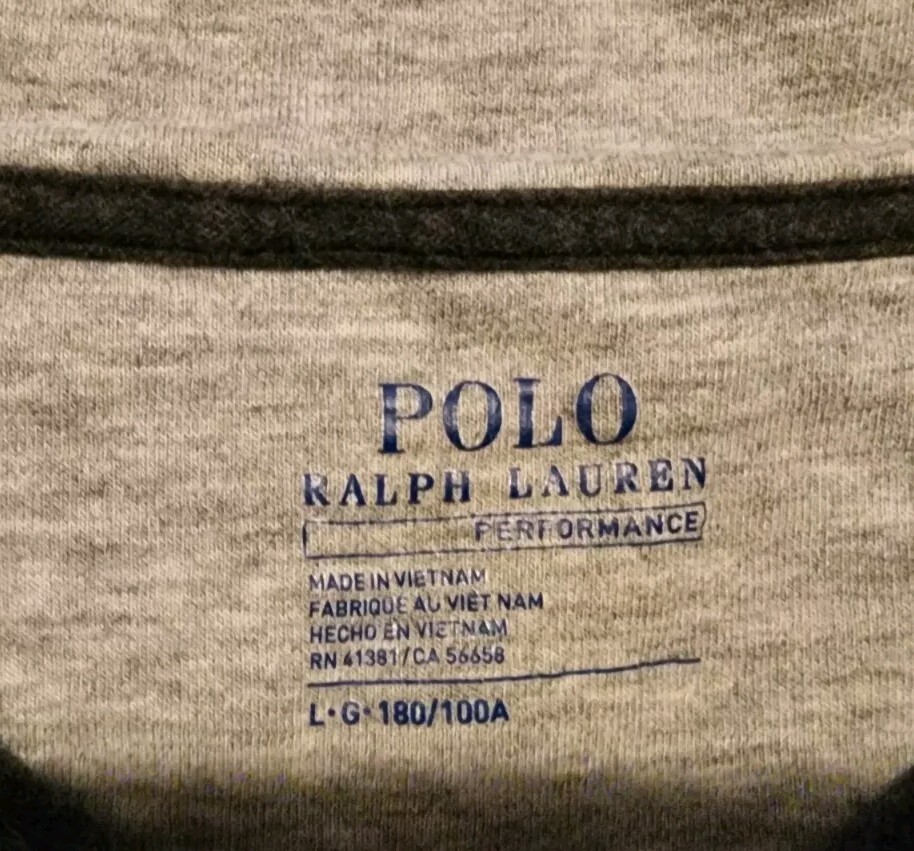 POLO
RALPH LAUREN
PERFORMANCE
MADE IN VIETNAM
FABRIQUE AU VIET NAM
HECHO EN VIETNAM
RN 41381/CA 56658
L·G·180/100A